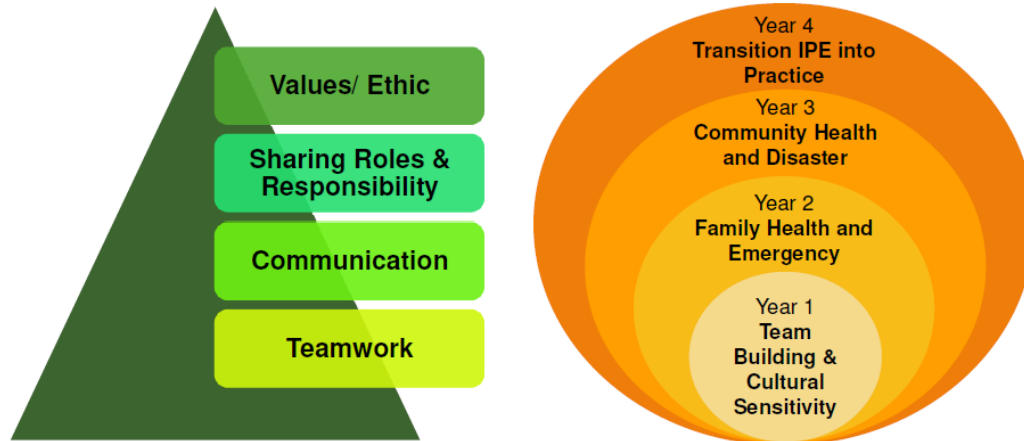 Values/ Ethic
Sharing Roles &
Responsibility
Communication
Teamwork
Year 4
Transition IPE into
Practice
Year 3
Community Health
and Disaster
Year 2
Family Health and
Emergency
Year 1
Team
Building &
Cultural
Sensitivity